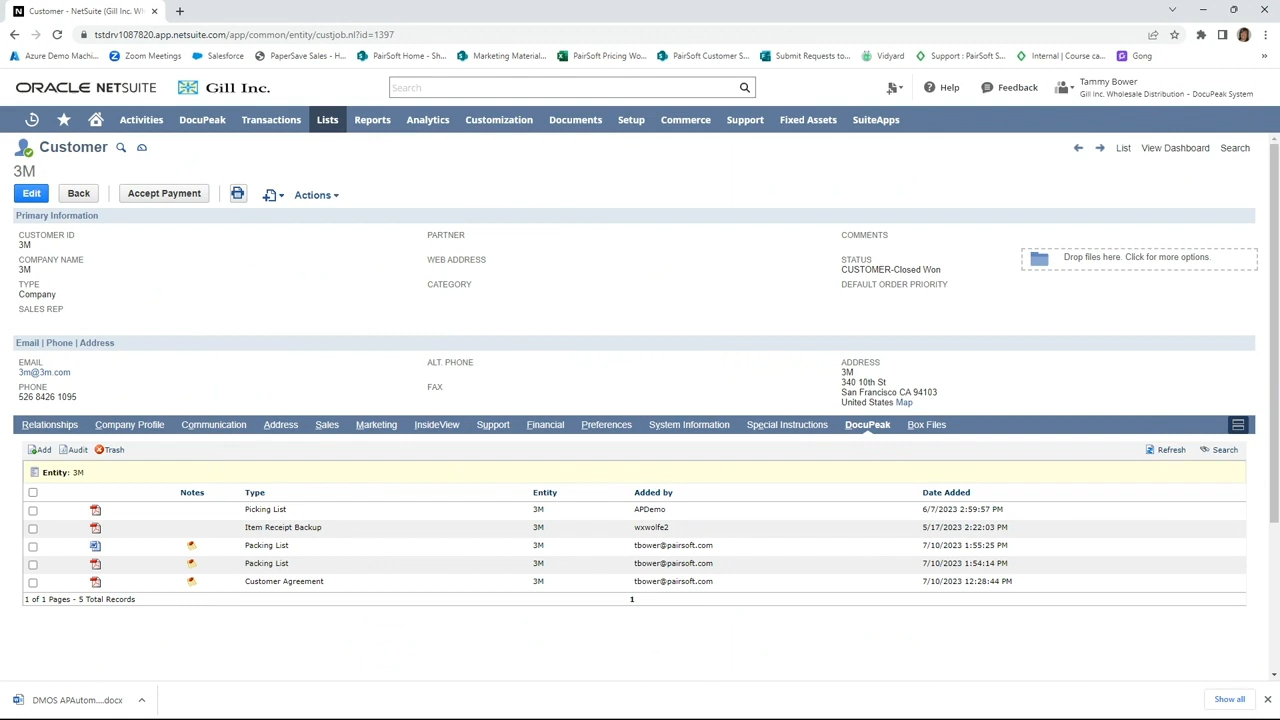 Customer - NetSuite (Gill Inc. Wh
tstdrv1087820.app.netsuite.com/app/common/entity/custjob.nl?id=1397
Azure Demo Machi... Zoom Meetings Salesforce PaperSave Sales - H... PairSoft Home - Sh... Marketing Material... PairSoft Pricing Wo... PairSoft Customer S... Submit Requests to... Vidyard Support : PairSoft S... Internal | Course ca... Gong
ORACLE NETSUITE Gill Inc. Search Help Feedback Tammy Bower
Gill Inc. Wholesale Distribution - DocuPeak System
Activities DocuPeak Transactions Lists Reports Analytics Customization Documents Setup Commerce Support Fixed Assets SuiteApps
Customer List View Dashboard Search
3M
Edit Back Accept Payment Actions
Primary Information
CUSTOMER ID PARTNER COMMENTS
3M
COMPANY NAME WEB ADDRESS STATUS Drop files here. Click for more options.
3M CUSTOMER-Closed Won
TYPE CATEGORY DEFAULT ORDER PRIORITY
Company
SALES REP
Email | Phone | Address
EMAIL ALT. PHONE ADDRESS
3m@3m.com 3M
PHONE FAX 340 10th St
526 8426 1095 San Francisco CA 94103
United States Map
Relationships Company Profile Communication Address Sales Marketing InsideView Support Financial Preferences System Information Special Instructions DocuPeak Box Files
Add Audit Trash Refresh Search
Entity: 3M
Notes Type Entity Added by Date Added
Picking List 3M APDemo 6/7/2023 2:59:57 PM
Item Receipt Backup 3M wxwolfe2 5/17/2023 2:22:03 PM
Packing List 3M tbower@pairsoft.com 7/10/2023 1:55:25 PM
Packing List 3M tbower@pairsoft.com 7/10/2023 1:54:14 PM
Customer Agreement 3M tbower@pairsoft.com 7/10/2023 12:28:44 PM
1 of 1 Pages - 5 Total Records 1
DMOS APAutom....docx Show all